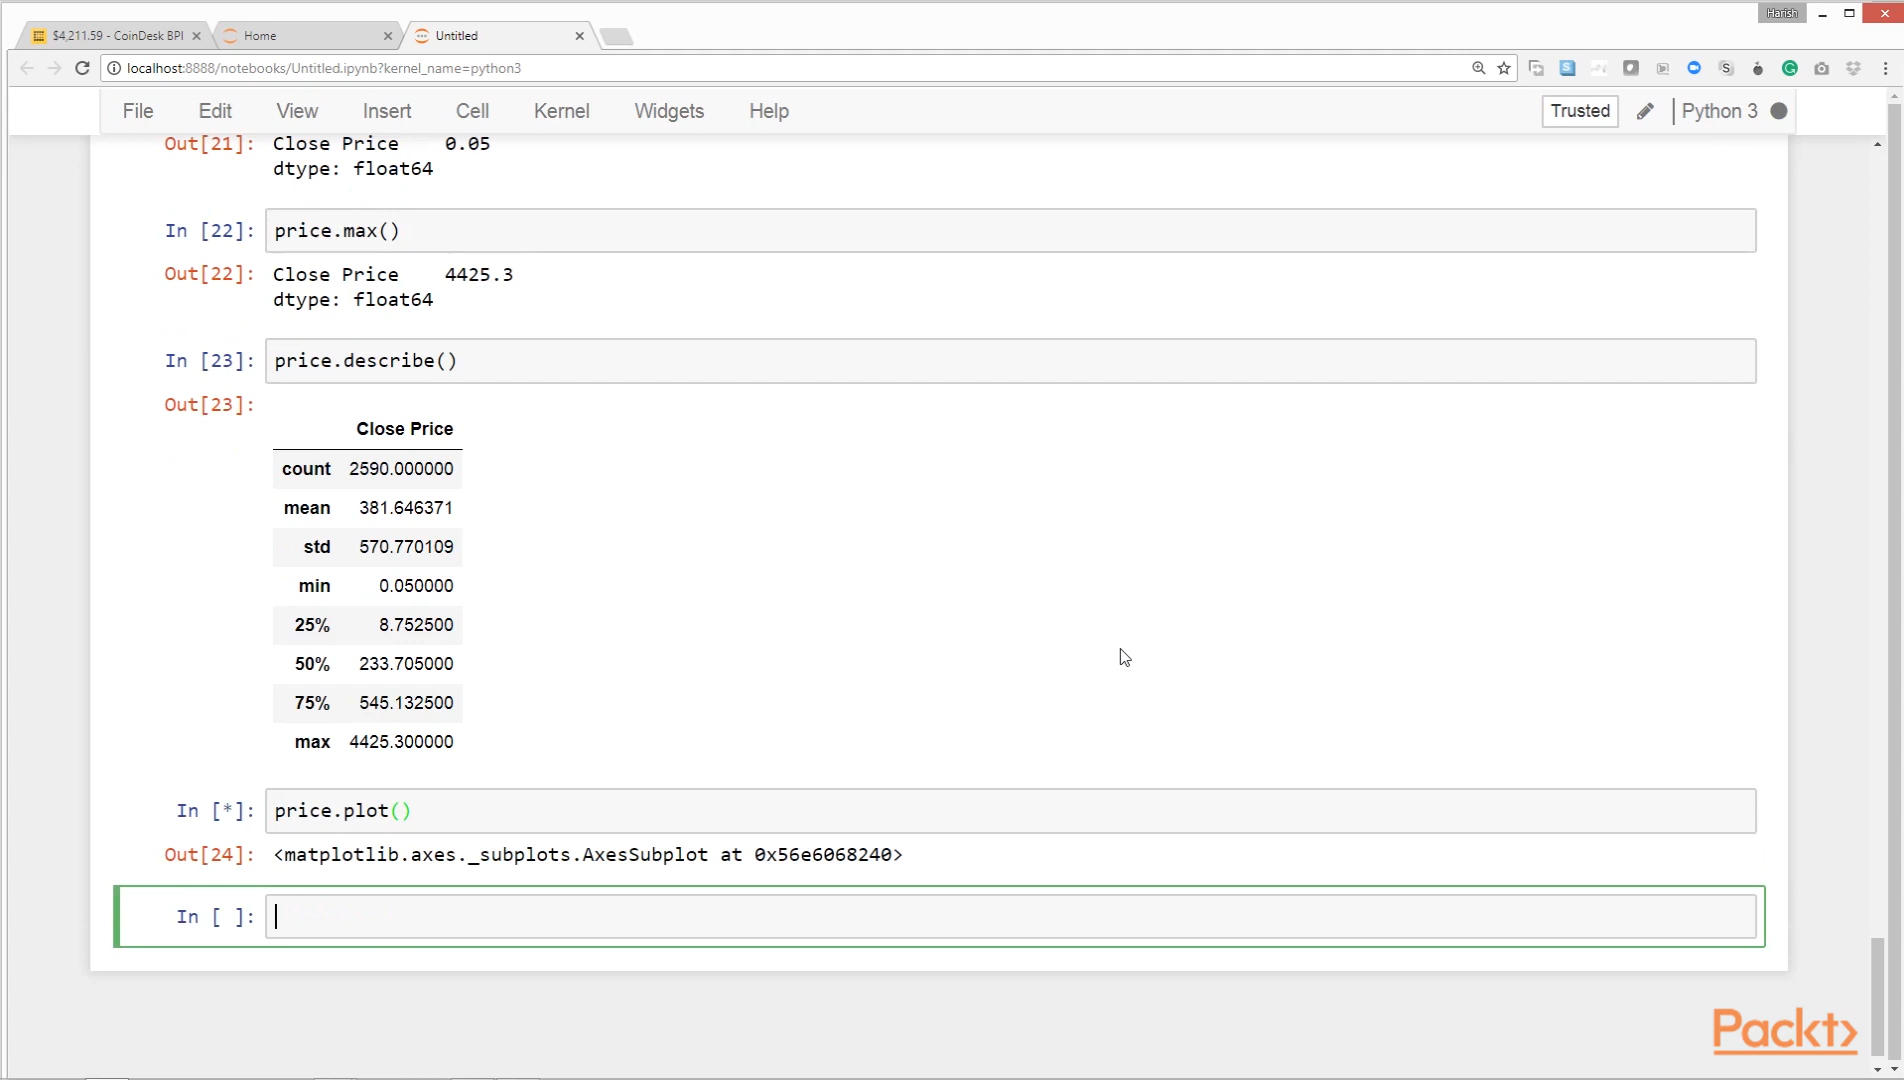 Harish
$4,211.59 - CoinDesk BPI
Home
Untitled
localhost:8888/notebooks/Untitled.ipynb?kernel_name=python3
File Edit View Insert Cell Kernel Widgets Help Trusted Python 3
Out[21]: Close Price 0.05
dtype: float64
In [22]: price.max()
Out[22]: Close Price 4425.3
dtype: float64
In [23]: price.describe()
Out[23]:
Close Price
count 2590.000000
mean 381.646371
std 570.770109
min 0.050000
25% 8.752500
50% 233.705000
75% 545.132500
max 4425.300000
In [*]: price.plot()
Out[24]: <matplotlib.axes._subplots.AxesSubplot at 0x56e6068240>
In [ ]:
Packt>